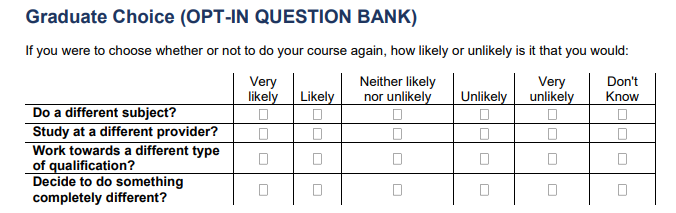 Graduate Choice (OPT-IN QUESTION BANK)
If you were to choose whether or not to do your course again, how likely or unlikely is it that you would:
Very likely Likely Neither likely nor unlikely Unlikely Very unlikely Don't Know
Do a different subject?
Study at a different provider?
Work towards a different type
of qualification?
Decide to do something
completely different?